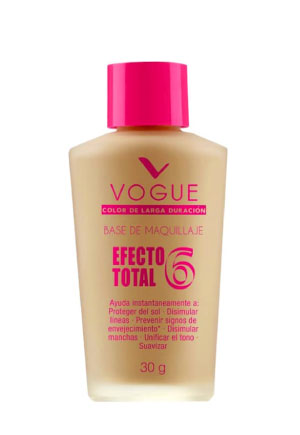 VOGUE
COLOR DE LARGA DURACIÓN
BASE DE MAQUILLAJE
EFECTO
TOTAL 6
Ayuda instantaneamente a:
Proteger del sol · Disimular
líneas · Prevenir signos de
envejecimiento* · Disimular
manchas · Unificar el tono ·
Suavizar
30 g